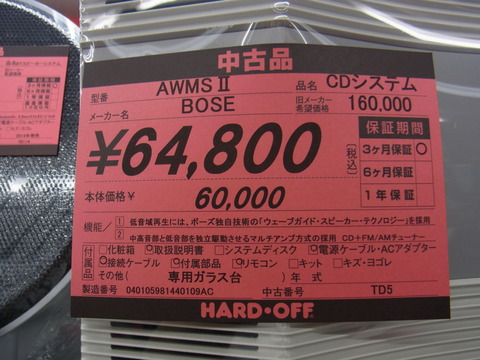 中古品
型番 AWMSⅡ 品名 CDシステム
メーカー名 BOSE 旧メーカー希望価格 160,000
¥64,800 [税込]
保証期間
3ヶ月保証 ○
6ヶ月保証
1年保証
本体価格¥ 60,000
機能/ 1 低音域再生には、ボーズ独自技術の「ウェーブガイド・スピーカー・テクノロジー」を採用
2 中高音部と低音部を独立駆動させるマルチアンプ方式の採用 CD+FM/AMチューナー
付属品 □化粧箱 ☑取扱説明書 □システムディスク ☑電源ケーブル・ACアダプター
☑接続ケーブル ☑付属部品 ☑リモコン □キット □キズ・ヨゴレ
その他( 専用ガラス台 ) 年式
製造番号 040105981440109AC 中古番号 TD5
HARD・OFF